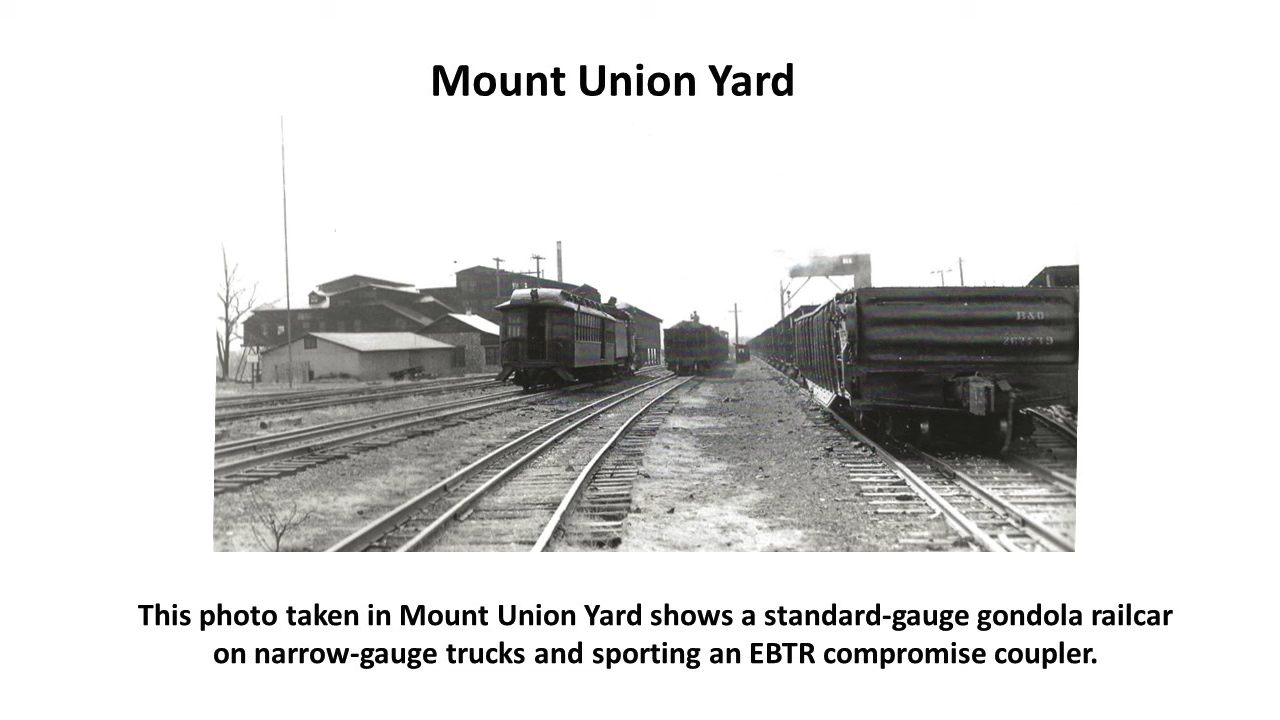 Mount Union Yard
B&O
This photo taken in Mount Union Yard shows a standard-gauge gondola railcar
on narrow-gauge trucks and sporting an EBTR compromise coupler.